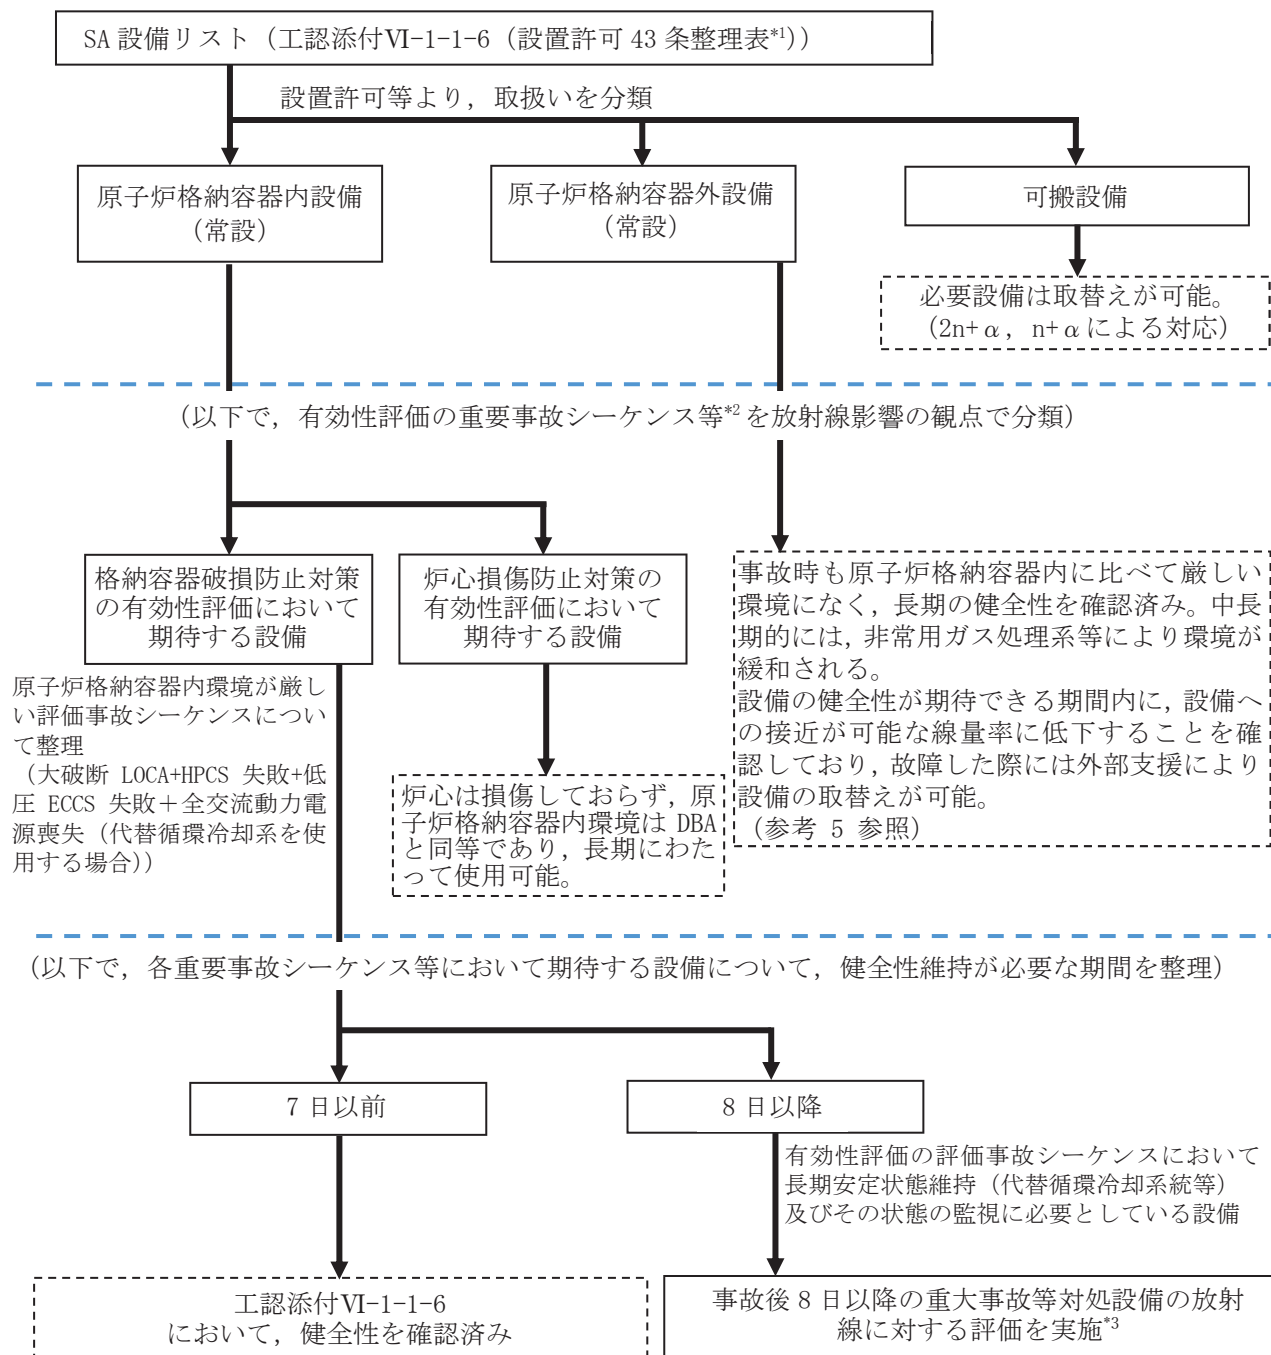 SA 設備リスト（工認添付Ⅵ-1-1-6（設置許可 43 条整理表*1））
設置許可等より，取扱いを分類
原子炉格納容器内設備
（常設）
原子炉格納容器外設備
（常設）
可搬設備
必要設備は取替えが可能。
（2n+α，n+αによる対応）
（以下で，有効性評価の重要事故シーケンス等*2 を放射線影響の観点で分類）
格納容器破損防止対策
の有効性評価において
期待する設備
炉心損傷防止対策の
有効性評価において
期待する設備
事故時も原子炉格納容器内に比べて厳しい
環境になく，長期の健全性を確認済み。中長
期的には，非常用ガス処理系等により環境が
緩和される。
設備の健全性が期待できる期間内に，設備へ
の接近が可能な線量率に低下することを確
認しており，故障した際には外部支援により
設備の取替えが可能。
（参考 5 参照）
原子炉格納容器内環境が厳し
い評価事故シーケンスについ
て整理
（大破断 LOCA+HPCS 失敗+低
圧 ECCS 失敗＋全交流動力電
源喪失（代替循環冷却系を使
用する場合））
炉心は損傷しておらず，原
子炉格納容器内環境は DBA
と同等であり，長期にわた
って使用可能。
（以下で，各重要事故シーケンス等において期待する設備について，健全性維持が必要な期間を整理）
7 日以前
8 日以降
有効性評価の評価事故シーケンスにおいて
長期安定状態維持（代替循環冷却系統等）
及びその状態の監視に必要としている設備
工認添付Ⅵ-1-1-6
において，健全性を確認済み
事故後 8 日以降の重大事故等対処設備の放射
線に対する評価を実施*3